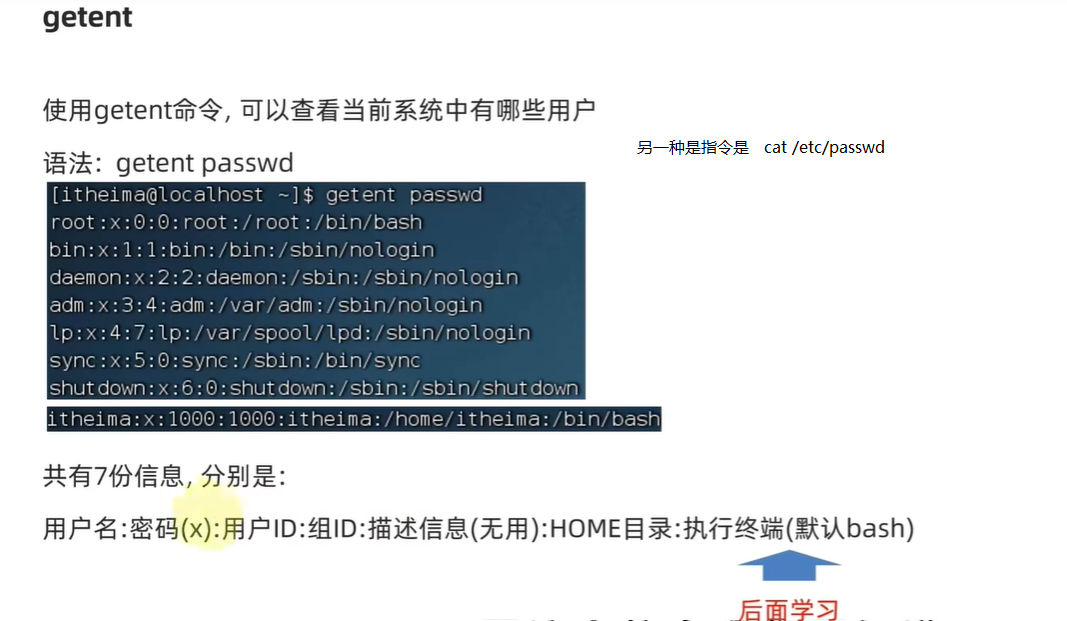 getent
使用getent命令, 可以查看当前系统中有哪些用户
另一种是指令是 cat /etc/passwd
语法：getent passwd
[itheima@localhost ~]$ getent passwd
root:x:0:0:root:/root:/bin/bash
bin:x:1:1:bin:/bin:/sbin/nologin
daemon:x:2:2:daemon:/sbin:/sbin/nologin
adm:x:3:4:adm:/var/adm:/sbin/nologin
lp:x:4:7:lp:/var/spool/lpd:/sbin/nologin
sync:x:5:0:sync:/sbin:/bin/sync
shutdown:x:6:0:shutdown:/sbin:/sbin/shutdown
itheima:x:1000:1000:itheima:/home/itheima:/bin/bash
共有7份信息, 分别是：
用户名:密码(x):用户ID:组ID:描述信息(无用):HOME目录:执行终端(默认bash)
后面学习